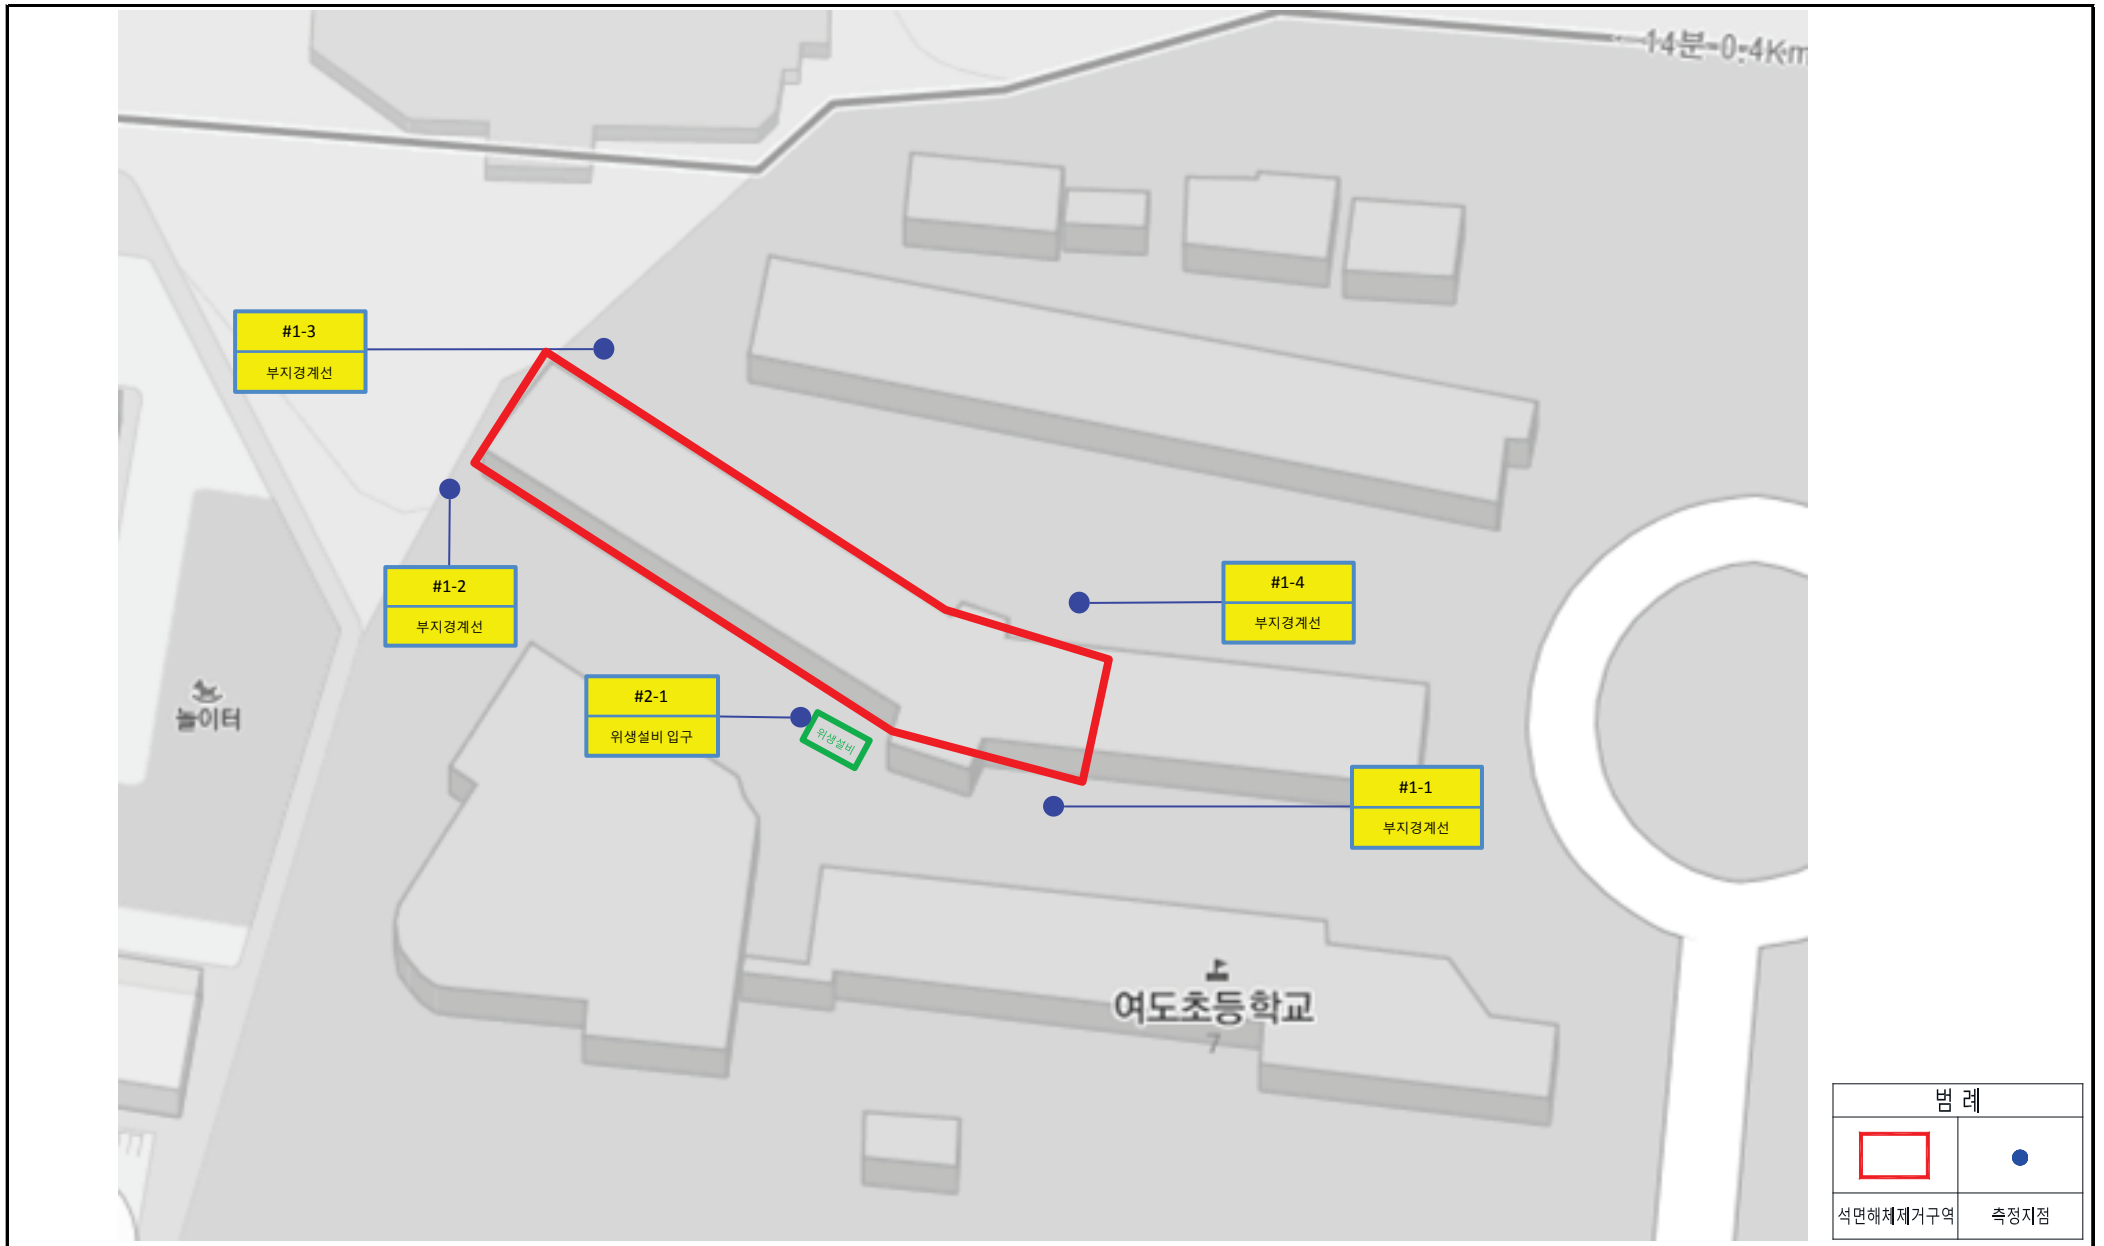 14분·0.4Km
#1-3
부지경계선
#1-2
부지경계선
#1-4
부지경계선
#2-1
위생설비 입구
위생설비
놀이터
#1-1
부지경계선
여도초등학교
7
범 례
석면해체제거구역
측정지점